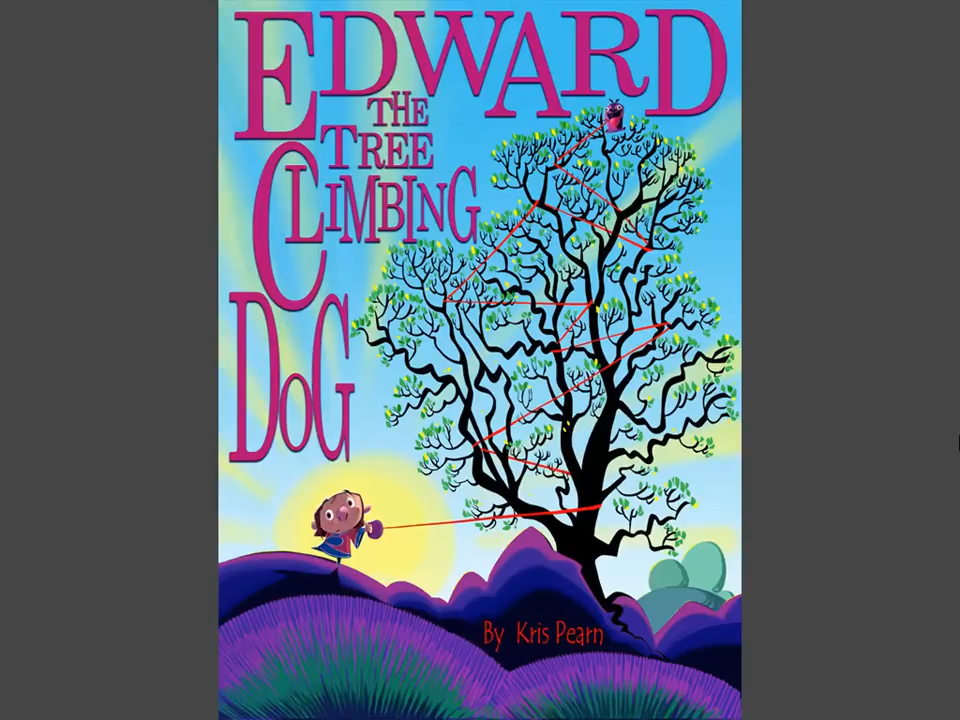 EDWARD
THE
TREE
CLIMBING
DoG
By Kris Pearn